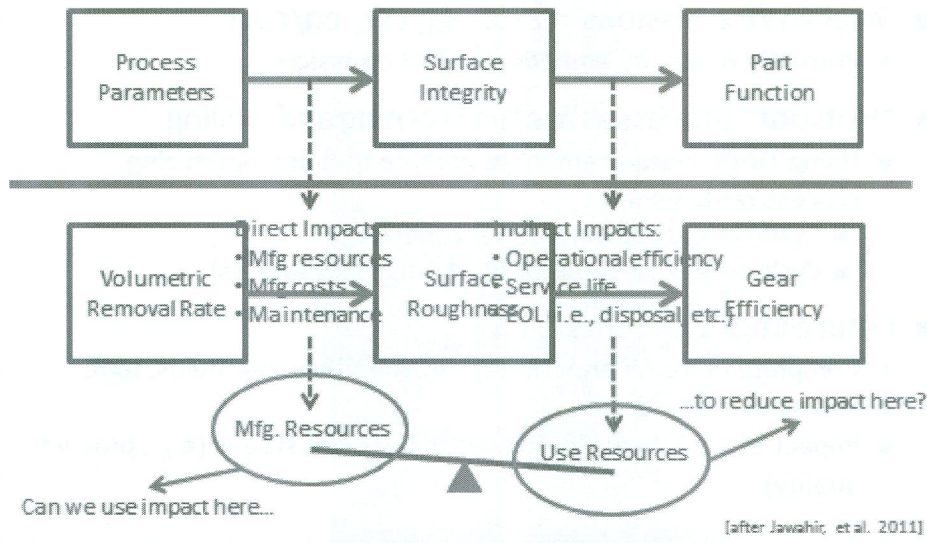 Process
Parameters
Surface
Integrity
Part
Function
Direct Impacts:
• Mfg resources
• Mfg costs
• Maintenance
Indirect Impacts:
• Operational efficiency
• Service life
• EOL (i.e., disposal, etc.)
Volumetric
Removal Rate
Surface
Roughness
Gear
Efficiency
Mfg. Resources
Use Resources
...to reduce impact here?
Can we use impact here...
[after Jawahir, et al. 2011]